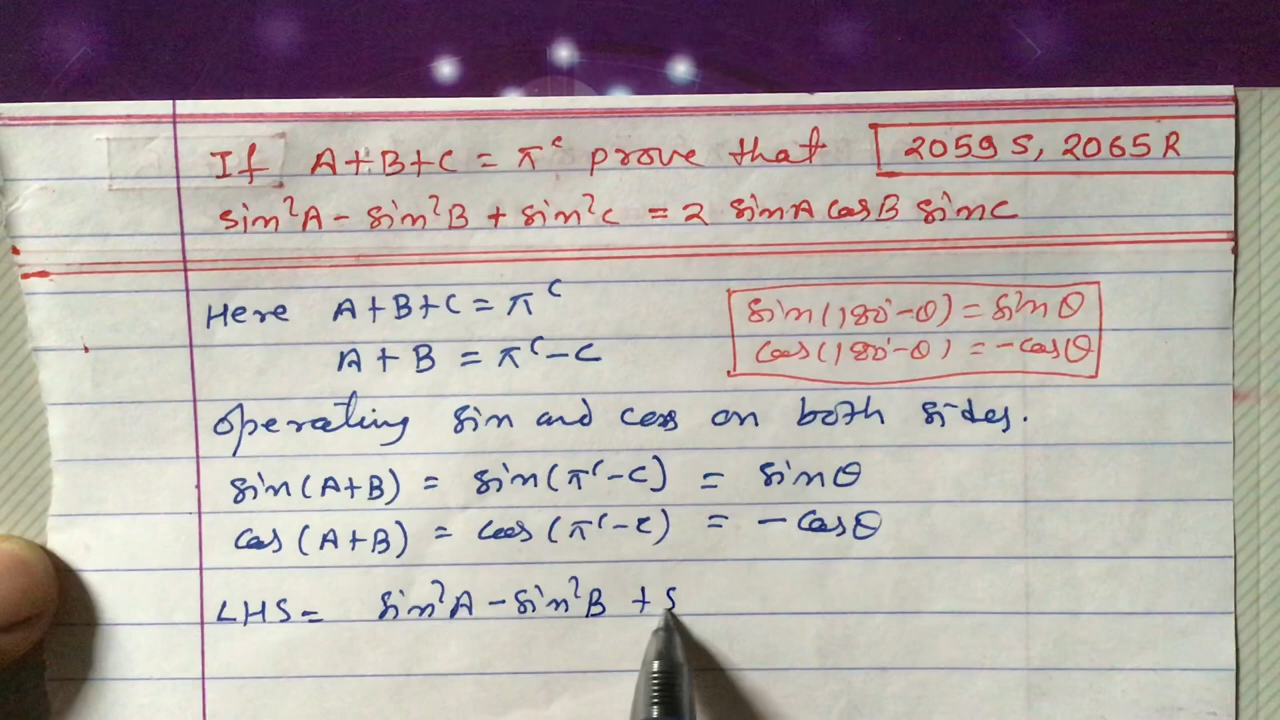 If A+B+C = π^c prove that 2059 S, 2065 R
sin²A - sin²B + sin²C = 2 sinA cosB sinC
Here A+B+C = π^c
A+B = π^c - C
sin(180°-θ) = sinθ
cos(180°-θ) = -cosθ
operating sin and cos on both sides.
sin(A+B) = sin(π^c-C) = sinθ
cos(A+B) = cos(π^c-C) = -cosθ
LHS = sin²A - sin²B + s